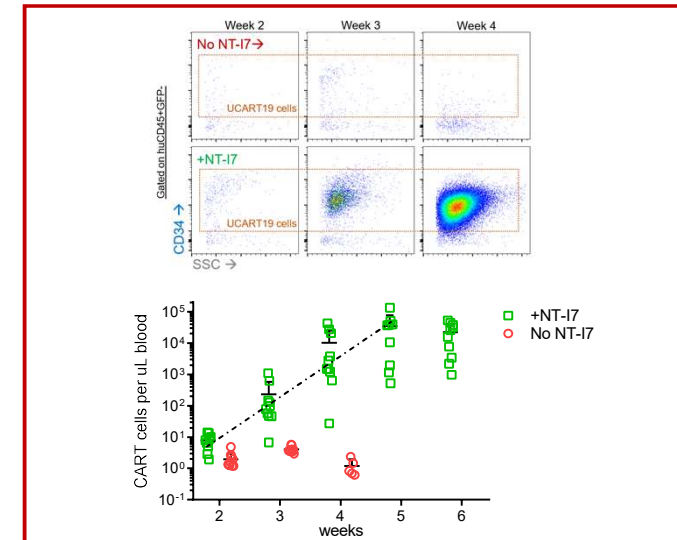 Week 2 Week 3 Week 4
No NT-I7→
UCART19 cells
Gated on huCD45+GFP-
+NT-I7
UCART19 cells
CD34 →
SSC →
CART cells per uL blood
10⁵
10⁴
10³
10²
10¹
10⁰
10⁻¹
2 3 4 5 6
weeks
+NT-I7
No NT-I7